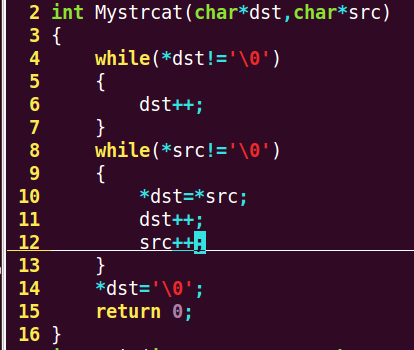 2 int Mystrcat(char*dst,char*src)
3 {
4     while(*dst!='\0')
5     {
6         dst++;
7     }
8     while(*src!='\0')
9     {
10         *dst=*src;
11         dst++;
12         src++;
13     }
14     *dst='\0';
15     return 0;
16 }